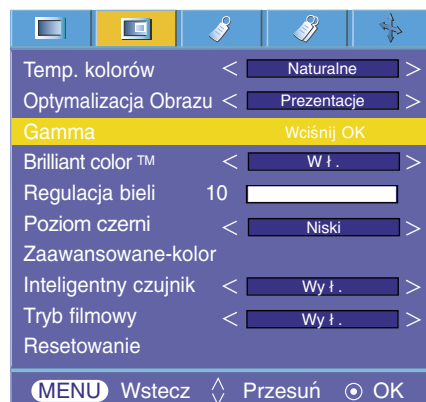 Temp. kolorów < Naturalne >
Optymalizacja Obrazu < Prezentacje >
Gamma Wciśnij OK
Brilliant color ™ < Wł. >
Regulacja bieli 10
Poziom czerni < Niski >
Zaawansowane-kolor
Inteligentny czujnik < Wył. >
Tryb filmowy < Wył. >
Resetowanie
MENU Wstecz Przesuń OK